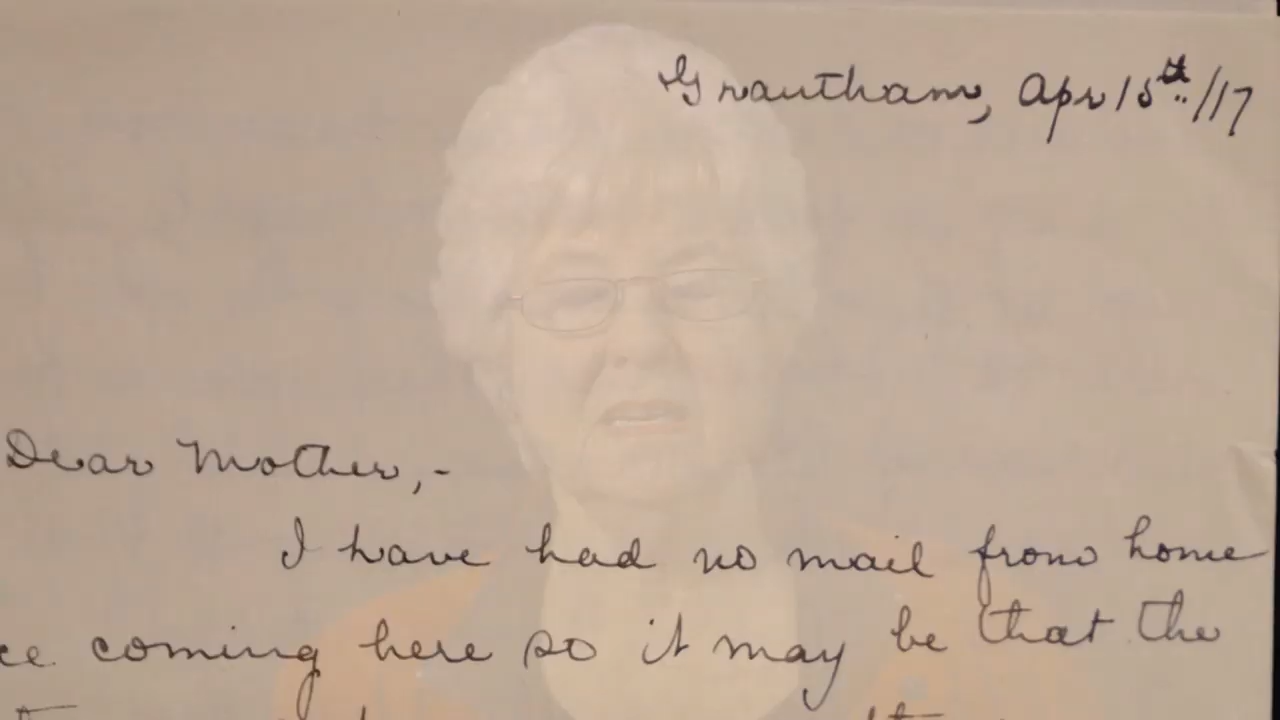 Grantham, Apr 15th/17
Dear Mother,-
I have had no mail from home
ce coming here so it may be that the